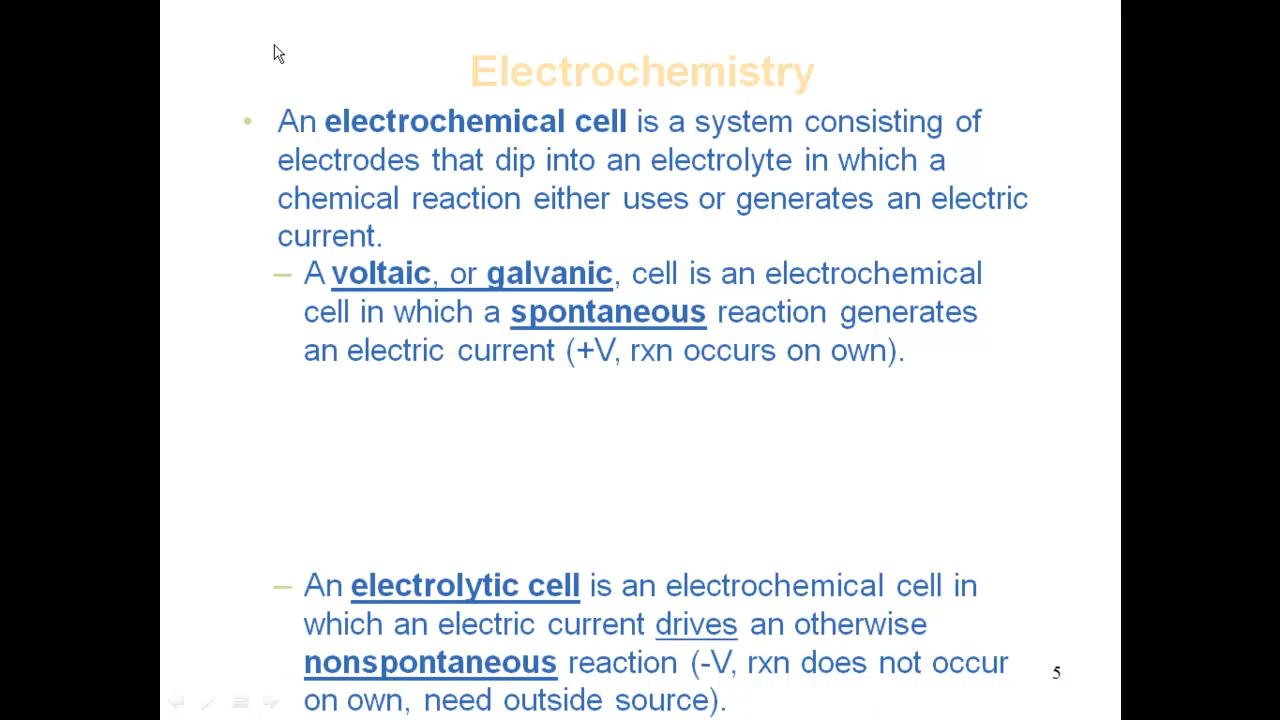 Electrochemistry
• An electrochemical cell is a system consisting of
electrodes that dip into an electrolyte in which a
chemical reaction either uses or generates an electric
current.
– A voltaic, or galvanic, cell is an electrochemical
cell in which a spontaneous reaction generates
an electric current (+V, rxn occurs on own).
– An electrolytic cell is an electrochemical cell in
which an electric current drives an otherwise
nonspontaneous reaction (-V, rxn does not occur
on own, need outside source).
5